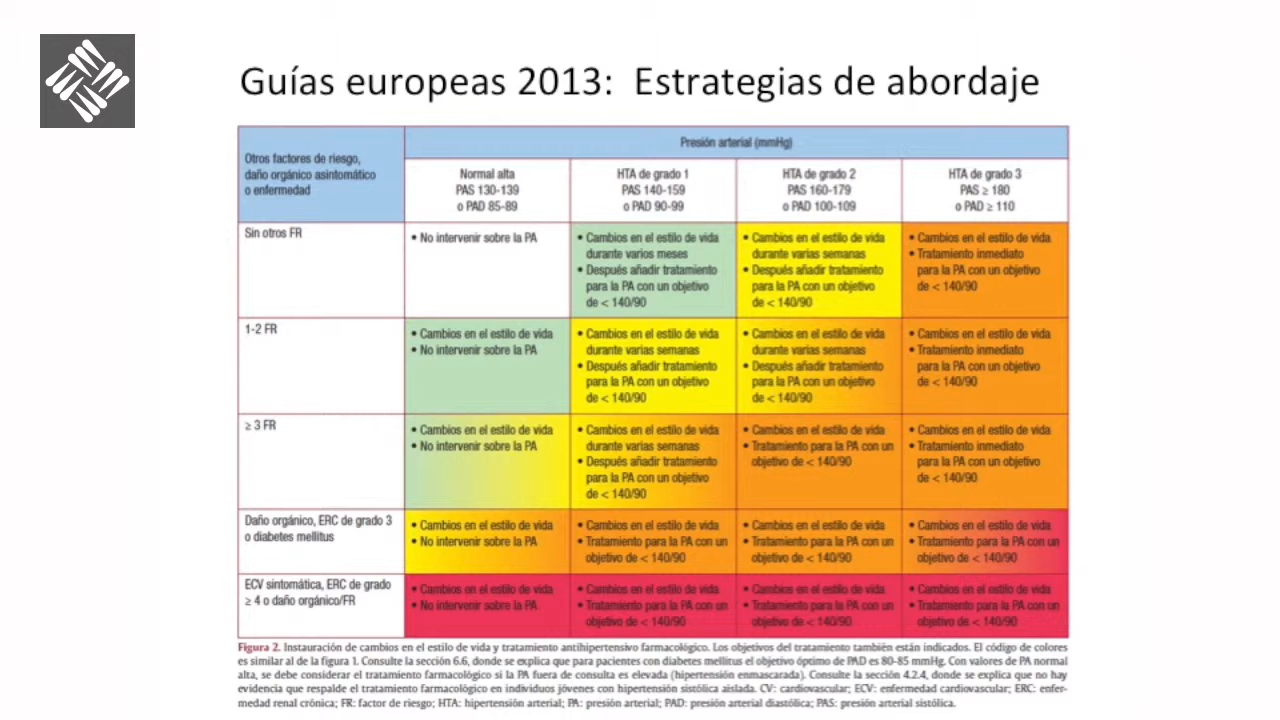 Guías europeas 2013: Estrategias de abordaje
Otros factores de riesgo,
daño orgánico asintomático
o enfermedad
Presión arterial (mmHg)
Normal alta
PAS 130-139
o PAD 85-89
HTA de grado 1
PAS 140-159
o PAD 90-99
HTA de grado 2
PAS 160-179
o PAD 100-109
HTA de grado 3
PAS ≥ 180
o PAD ≥ 110
Sin otros FR
• No intervenir sobre la PA
• Cambios en el estilo de vida
durante varios meses
• Después añadir tratamiento
para la PA con un objetivo
de < 140/90
• Cambios en el estilo de vida
durante varias semanas
• Después añadir tratamiento
para la PA con un objetivo
de < 140/90
• Cambios en el estilo de vida
• Tratamiento inmediato
para la PA con un objetivo
de < 140/90
1-2 FR
• Cambios en el estilo de vida
• No intervenir sobre la PA
• Cambios en el estilo de vida
durante varias semanas
• Después añadir tratamiento
para la PA con un objetivo
de < 140/90
• Cambios en el estilo de vida
durante varias semanas
• Después añadir tratamiento
para la PA con un objetivo
de < 140/90
• Cambios en el estilo de vida
• Tratamiento inmediato
para la PA con un objetivo
de < 140/90
≥ 3 FR
• Cambios en el estilo de vida
• No intervenir sobre la PA
• Cambios en el estilo de vida
durante varias semanas
• Después añadir tratamiento
para la PA con un objetivo
de < 140/90
• Cambios en el estilo de vida
• Tratamiento para la PA con un
objetivo de < 140/90
• Cambios en el estilo de vida
• Tratamiento inmediato
para la PA con un objetivo
de < 140/90
Daño orgánico, ERC de grado 3
o diabetes mellitus
• Cambios en el estilo de vida
• No intervenir sobre la PA
• Cambios en el estilo de vida
• Tratamiento para la PA con un
objetivo de < 140/90
• Cambios en el estilo de vida
• Tratamiento para la PA con un
objetivo de < 140/90
• Cambios en el estilo de vida
• Tratamiento para la PA con un
objetivo de < 140/90
ECV sintomática, ERC de grado
≥ 4 o daño orgánico/FR
• Cambios en el estilo de vida
• No intervenir sobre la PA
• Cambios en el estilo de vida
• Tratamiento para la PA con un
objetivo de < 140/90
• Cambios en el estilo de vida
• Tratamiento para la PA con un
objetivo de < 140/90
• Cambios en el estilo de vida
• Tratamiento para la PA con un
objetivo de < 140/90
Figura 2. Instauración de cambios en el estilo de vida y tratamiento antihipertensivo farmacológico. Los objetivos del tratamiento también están indicados. El código de colores
es similar al de la figura 1. Consulte la sección 6.6, donde se explica que para pacientes con diabetes mellitus el objetivo óptimo de PAD es 80-85 mmHg. Con valores de PA normal
alta, se debe considerar el tratamiento farmacológico si la PA fuera de consulta es elevada (hipertensión enmascarada). Consulte la sección 4.2.4, donde se explica que no hay
evidencia que respalde el tratamiento farmacológico en individuos jóvenes con hipertensión sistólica aislada. CV: cardiovascular; ECV: enfermedad cardiovascular; ERC: enfer-
medad renal crónica; FR: factor de riesgo; HTA: hipertensión arterial; PA: presión arterial; PAD: presión arterial diastólica; PAS: presión arterial sistólica.